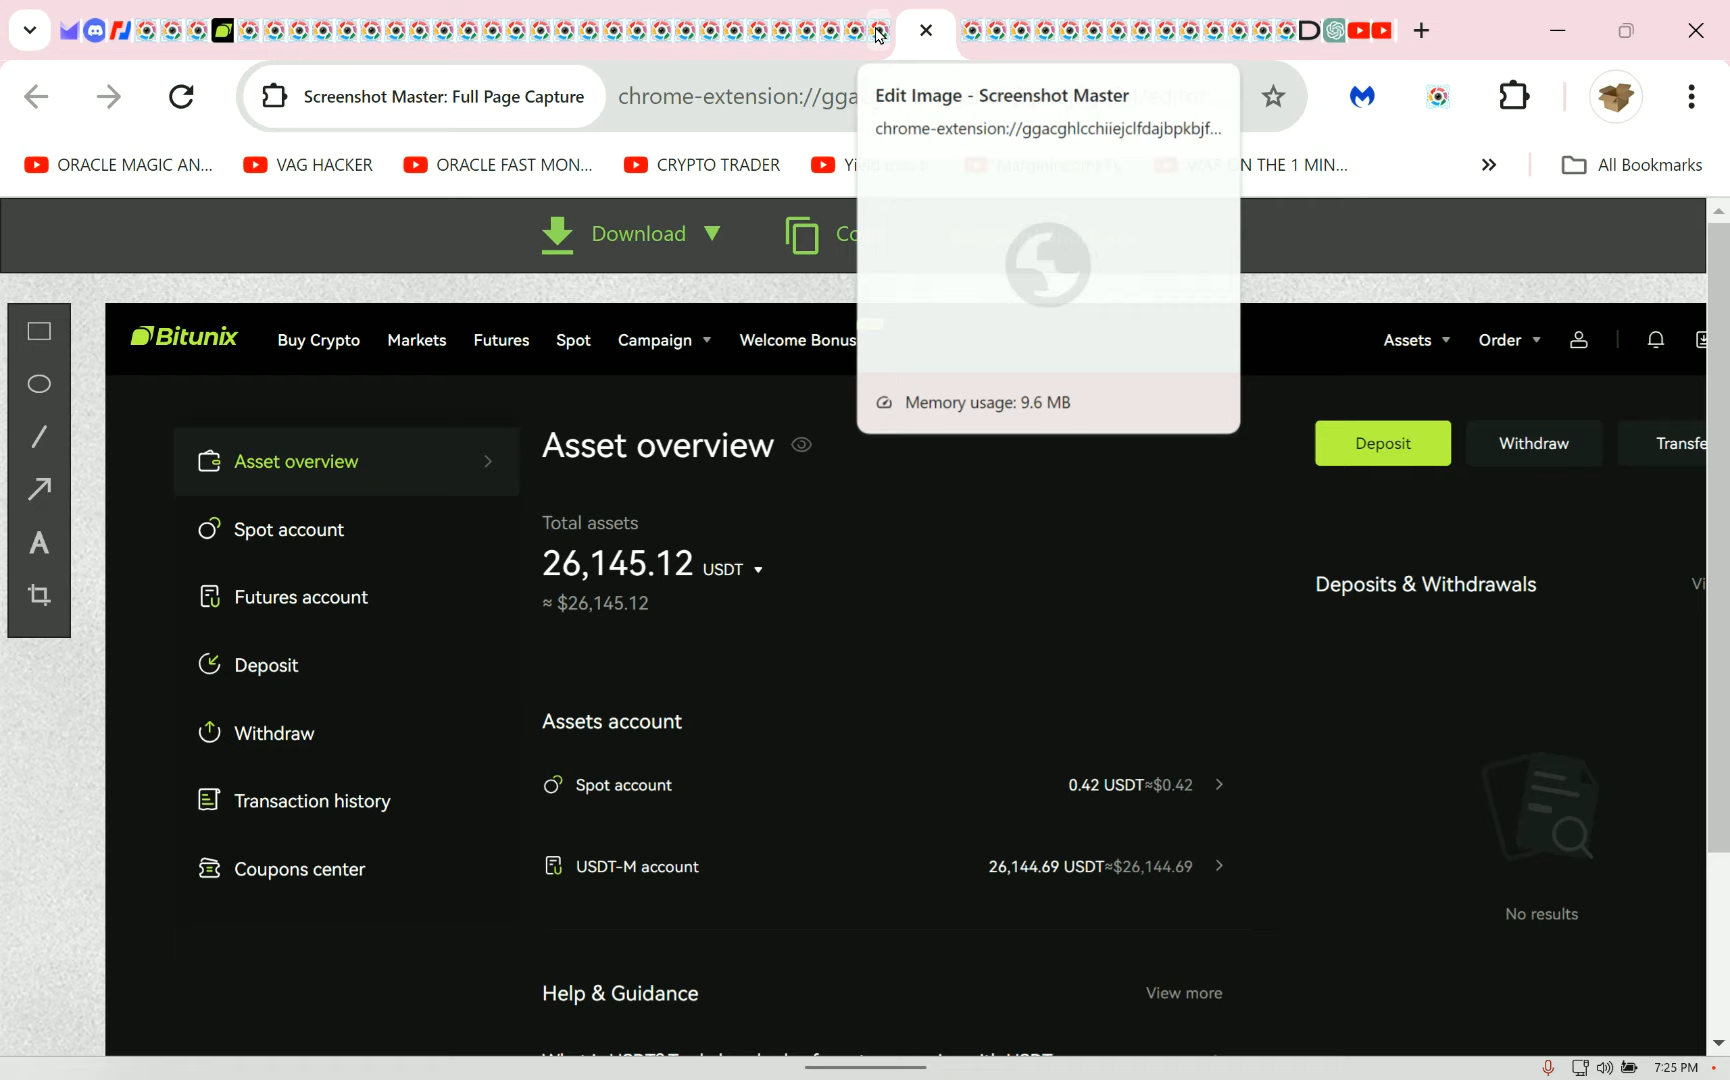 Screenshot Master: Full Page Capture
chrome-extension://gga
Edit Image - Screenshot Master
chrome-extension://ggacghlcchiiejclfdajbpkbjf...
ORACLE MAGIC AN...
VAG HACKER
ORACLE FAST MON...
CRYPTO TRADER
N THE 1 MIN...
All Bookmarks
Download
Memory usage: 9.6 MB
Bitunix
Buy Crypto
Markets
Futures
Spot
Campaign
Welcome Bonus
Assets
Order
Asset overview
Spot account
Futures account
Deposit
Withdraw
Transaction history
Coupons center
Asset overview
Deposit
Withdraw
Transfe
Total assets
26,145.12 USDT
≈ $26,145.12
Deposits & Withdrawals
Vi
Assets account
Spot account
0.42 USDT≈$0.42
USDT-M account
26,144.69 USDT≈$26,144.69
No results
Help & Guidance
View more
7:25 PM